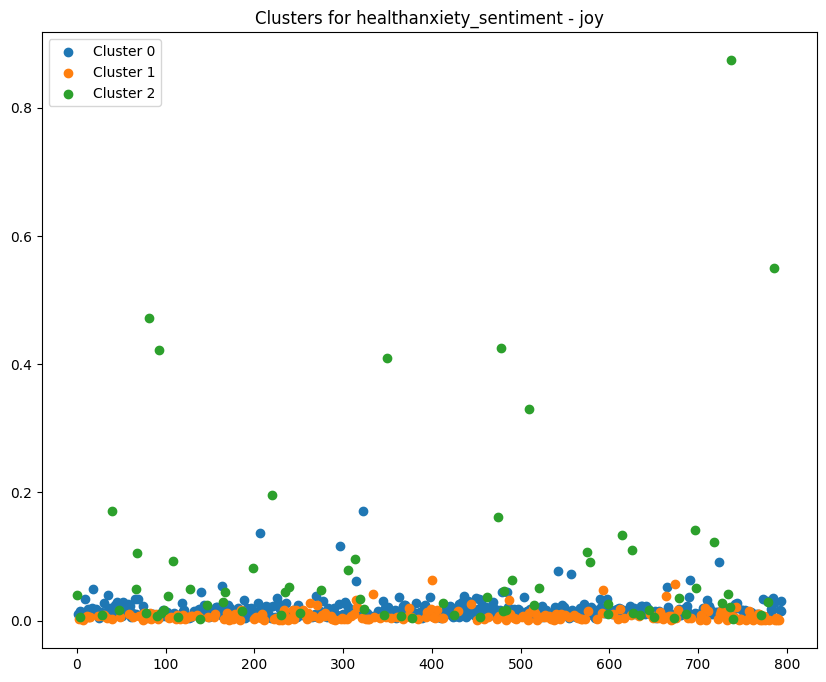 Clusters for healthanxiety_sentiment - joy
Cluster 0
Cluster 1
Cluster 2
0.8
0.6
0.4
0.2
0.0
0 100 200 300 400 500 600 700 800